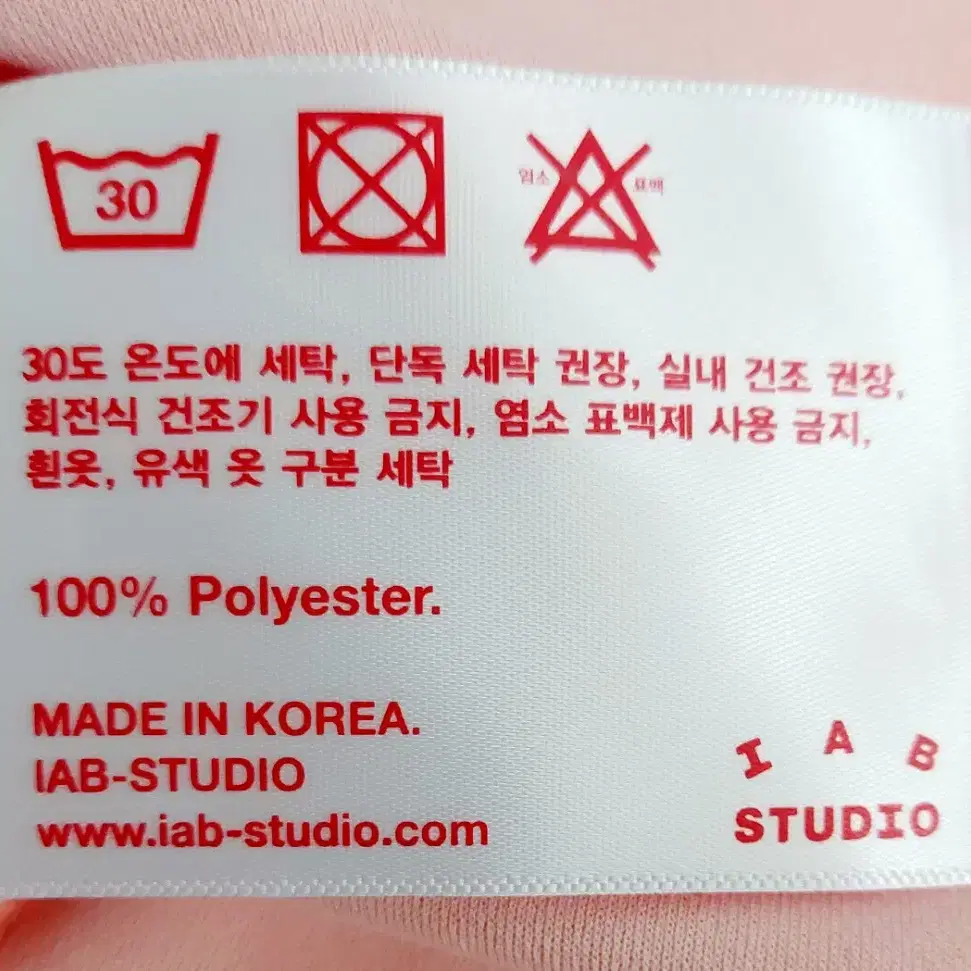 30
염소 표백
30도 온도에 세탁, 단독 세탁 권장, 실내 건조 권장,
회전식 건조기 사용 금지, 염소 표백제 사용 금지,
흰옷, 유색 옷 구분 세탁
100% Polyester.
MADE IN KOREA.
IAB-STUDIO
www.iab-studio.com
I A B
STUDIO